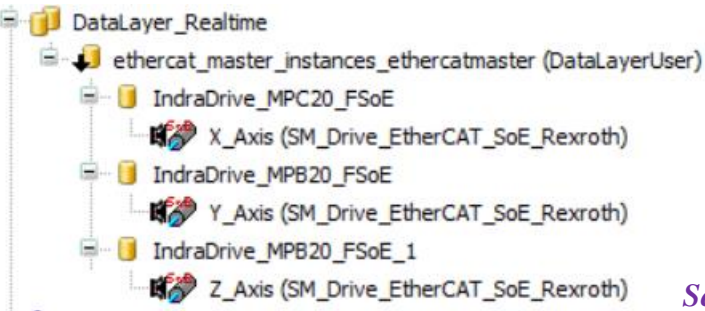 DataLayer_Realtime
ethercat_master_instances_ethercatmaster (DataLayerUser)
IndraDrive_MPC20_FSoE
X_Axis (SM_Drive_EtherCAT_SoE_Rexroth)
IndraDrive_MPB20_FSoE
Y_Axis (SM_Drive_EtherCAT_SoE_Rexroth)
IndraDrive_MPB20_FSoE_1
Z_Axis (SM_Drive_EtherCAT_SoE_Rexroth)